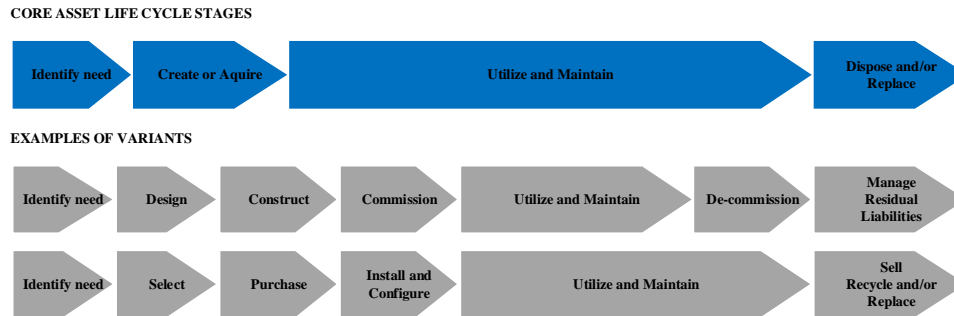 CORE ASSET LIFE CYCLE STAGES
Identify need
Create or Aquire
Utilize and Maintain
Dispose and/or
Replace
EXAMPLES OF VARIANTS
Identify need
Design
Construct
Commission
Utilize and Maintain
De-commission
Manage
Residual
Liabilities
Identify need
Select
Purchase
Install and
Configure
Utilize and Maintain
Sell
Recycle and/or
Replace